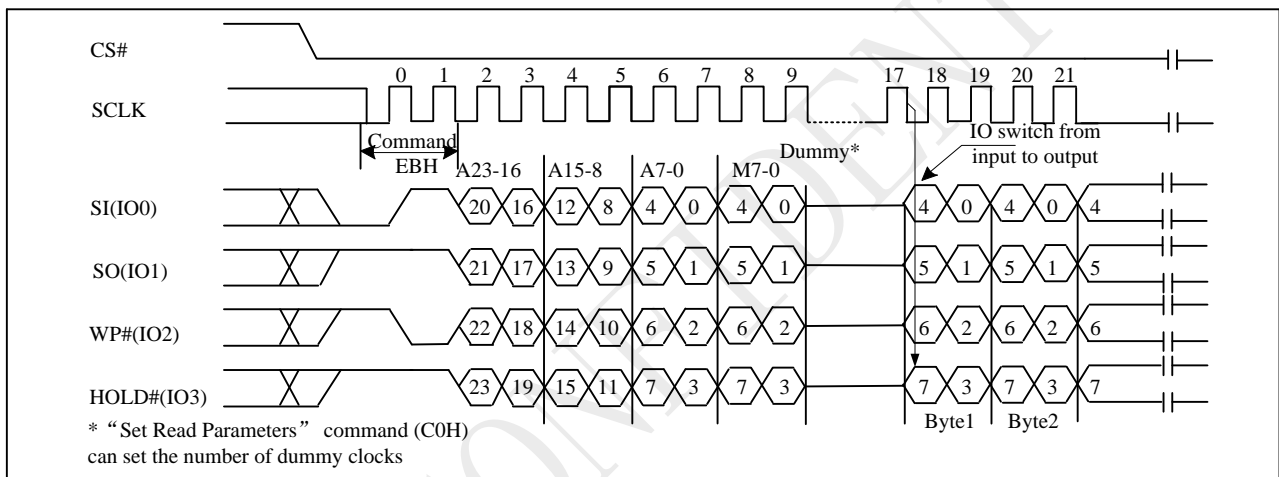 CS#
0 1 2 3 4 5 6 7 8 9 17 18 19 20 21
SCLK
Command
EBH
Dummy*
IO switch from
input to output
A23-16 A15-8 A7-0 M7-0
SI(IO0) 20 16 12 8 4 0 4 0 4 0 4 0 4
SO(IO1) 21 17 13 9 5 1 5 1 5 1 5 1 5
WP#(IO2) 22 18 14 10 6 2 6 2 6 2 6 2 6
HOLD#(IO3) 23 19 15 11 7 3 7 3 7 3 7 3 7
Byte1 Byte2
* “Set Read Parameters” command (C0H)
can set the number of dummy clocks
CONFIDENT